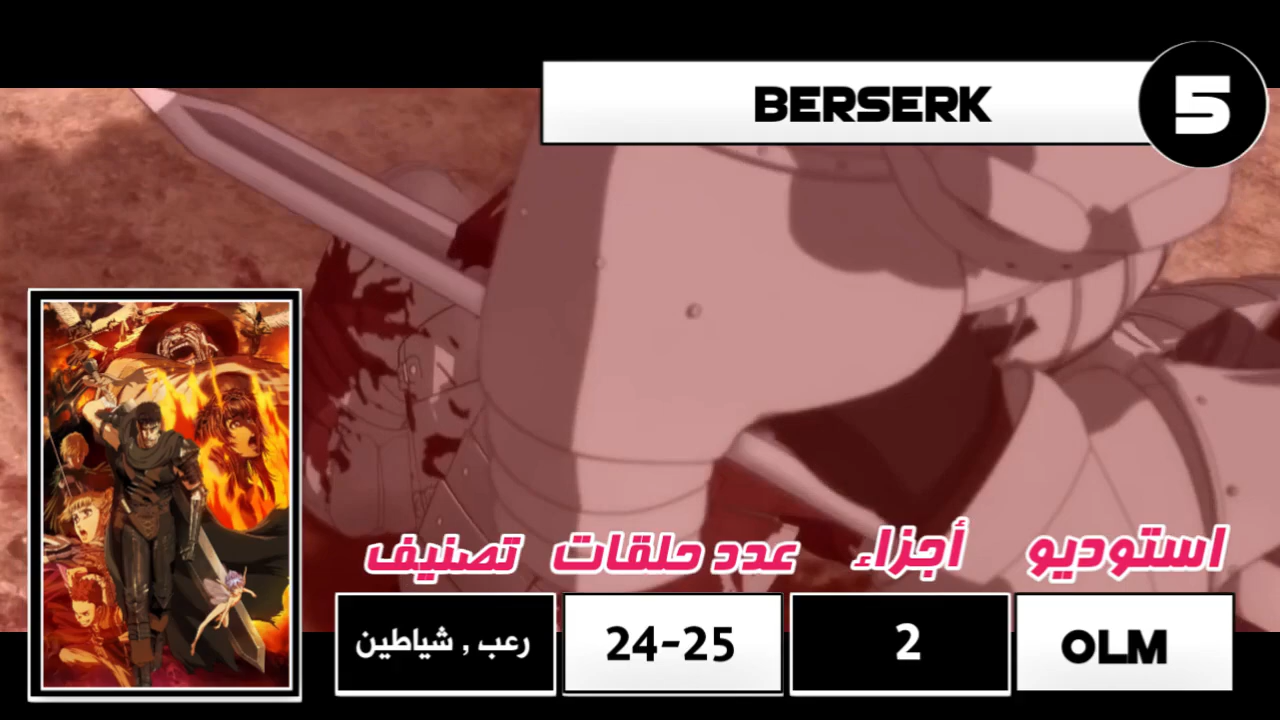 BERSERK
5
استوديو
أجزاء
عدد حلقات
تصنيف
OLM
2
24-25
رعب , شياطين